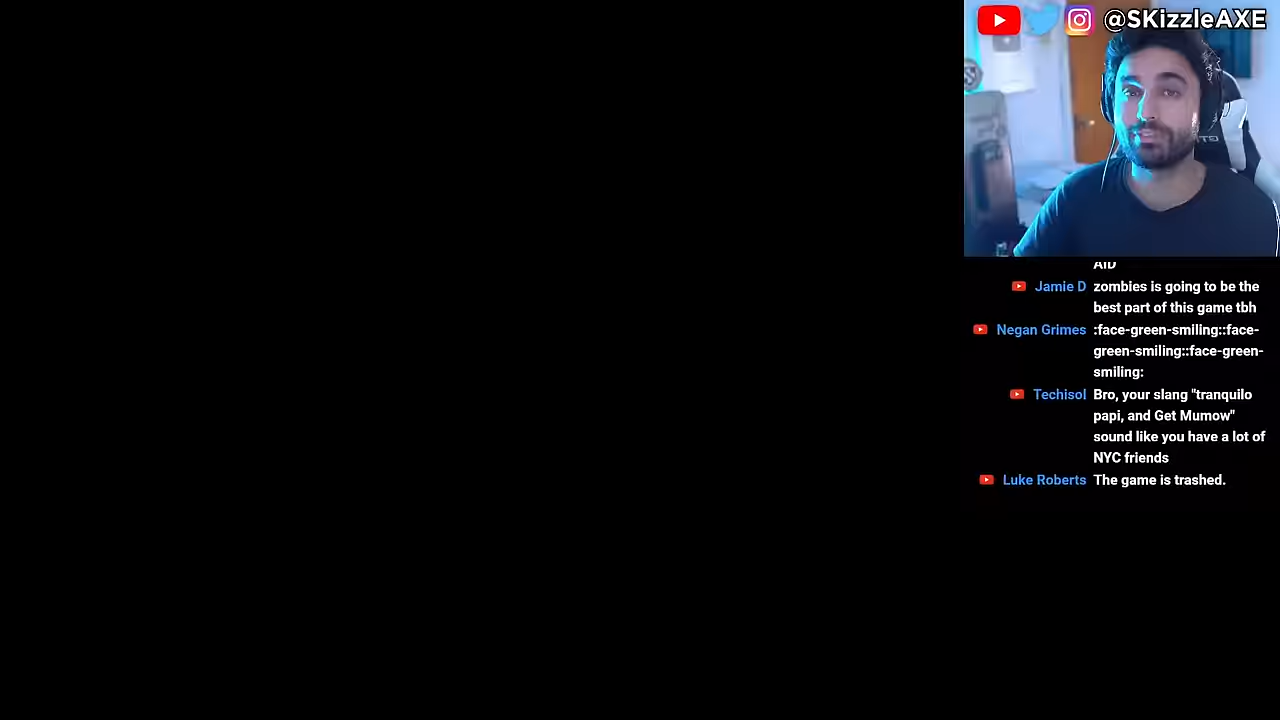 @SKizzleAXE
AID
Jamie D zombies is going to be the
best part of this game tbh
Negan Grimes :face-green-smiling::face-
green-smiling::face-green-
smiling:
Techisol Bro, your slang "tranquilo
papi, and Get Mumow"
sound like you have a lot of
NYC friends
Luke Roberts The game is trashed.